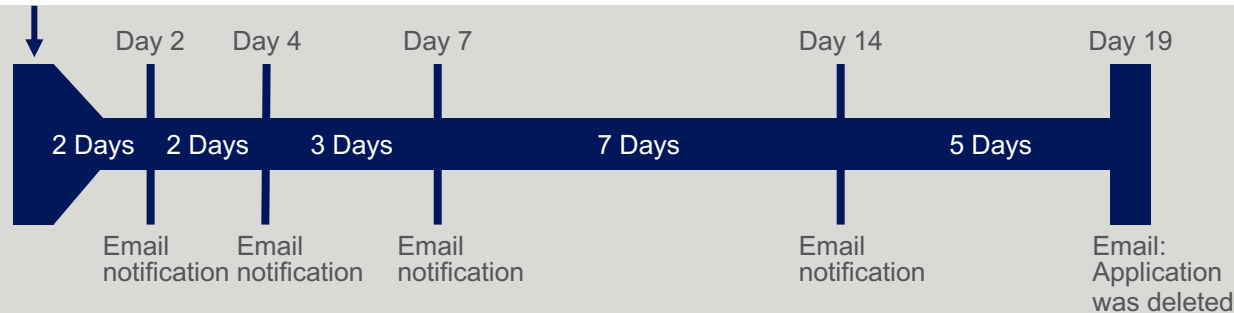 Day 2 Day 4 Day 7 Day 14 Day 19
2 Days 2 Days 3 Days 7 Days 5 Days
Email
notification
Email
notification
Email
notification
Email
notification
Email:
Application
was deleted